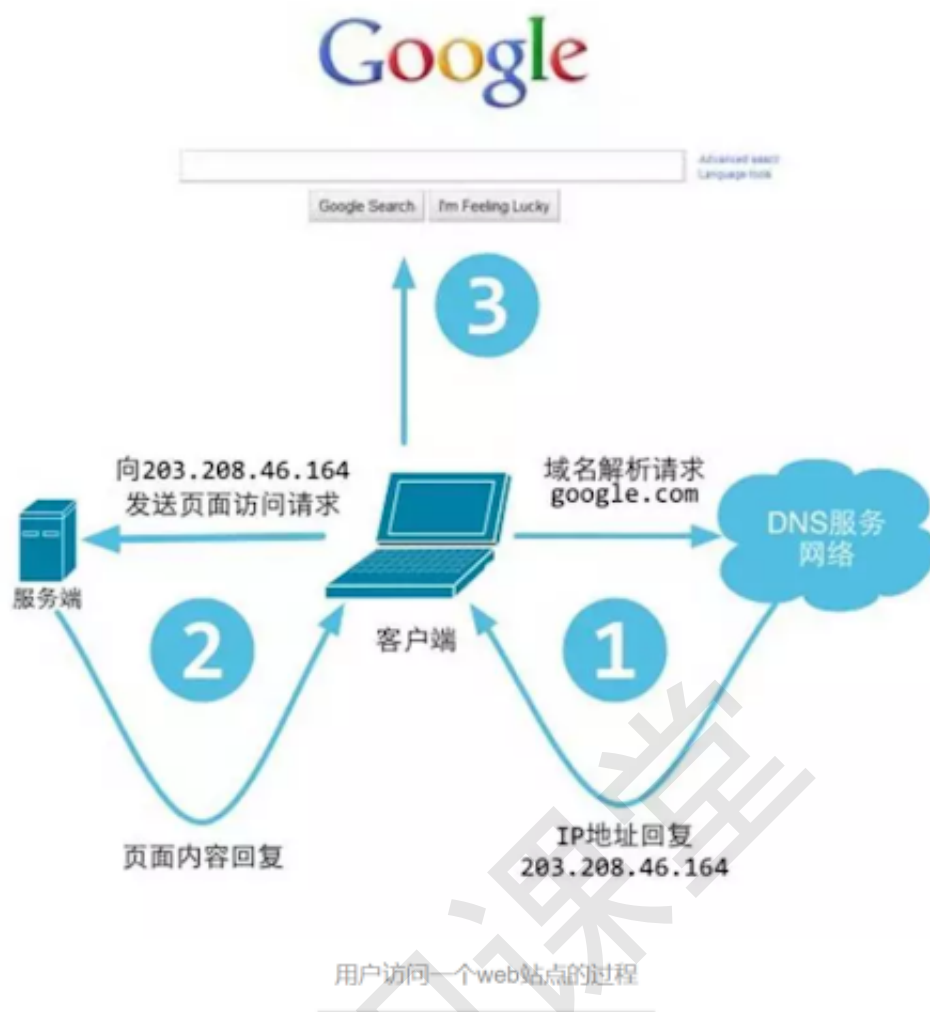 Google
Advanced search
Language tools
Google Search
I'm Feeling Lucky
3
向203.208.46.164
发送页面访问请求
域名解析请求
google.com
DNS服务
网络
服务端
客户端
2
1
页面内容回复
IP地址回复
203.208.46.164
课堂
用户访问一个web站点的过程